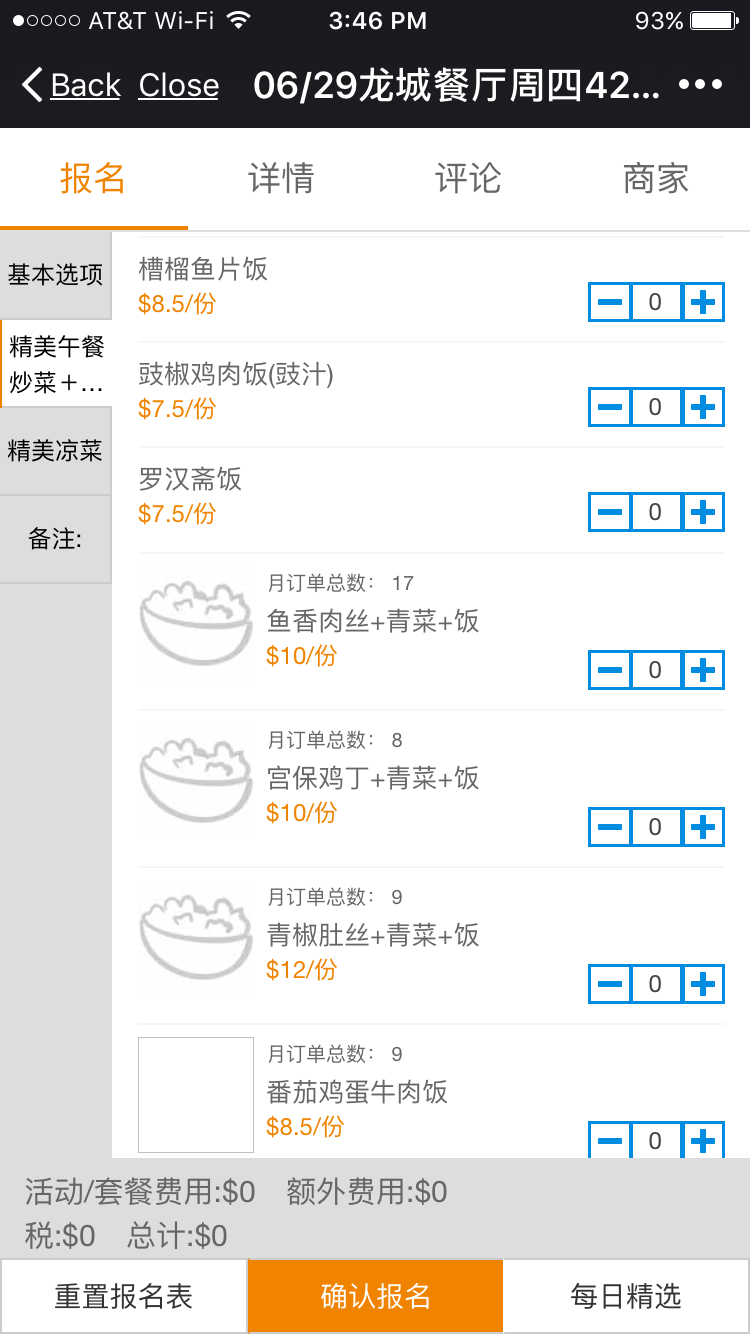 AT&T Wi-Fi 3:46 PM 93%
Back Close 06/29龙城餐厅周四42...
报名 详情 评论 商家
基本选项
精美午餐
炒菜+...
精美凉菜
备注:
槽榴鱼片饭
$8.5/份
0
豉椒鸡肉饭(豉汁)
$7.5/份
0
罗汉斋饭
$7.5/份
0
月订单总数: 17
鱼香肉丝+青菜+饭
$10/份
0
月订单总数: 8
宫保鸡丁+青菜+饭
$10/份
0
月订单总数: 9
青椒肚丝+青菜+饭
$12/份
0
月订单总数: 9
番茄鸡蛋牛肉饭
$8.5/份
0
活动/套餐费用:$0 额外费用:$0
税:$0 总计:$0
重置报名表 确认报名 每日精选